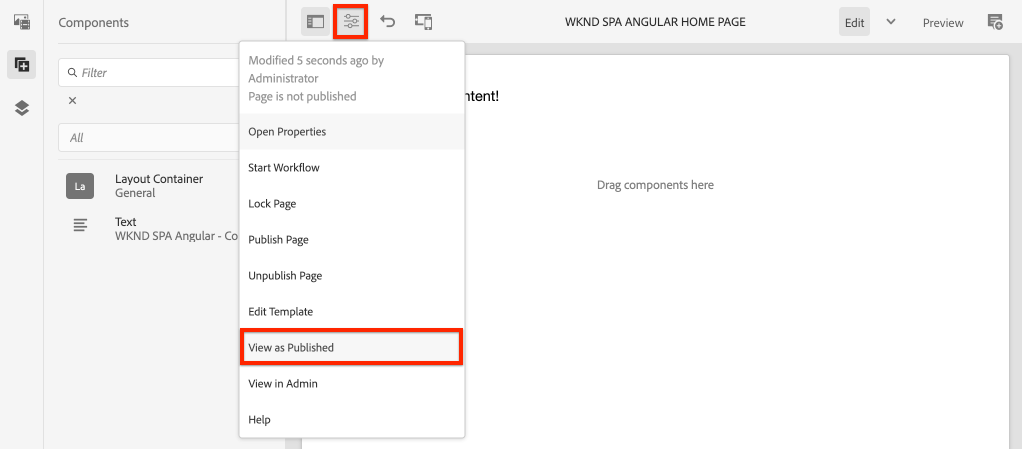 Components
WKND SPA ANGULAR HOME PAGE
Edit
Preview
Filter
All
La
Layout Container
General
Text
WKND SPA Angular - Co
Modified 5 seconds ago by
Administrator
Page is not published
Open Properties
Start Workflow
Lock Page
Publish Page
Unpublish Page
Edit Template
View as Published
View in Admin
Help
ntent!
Drag components here